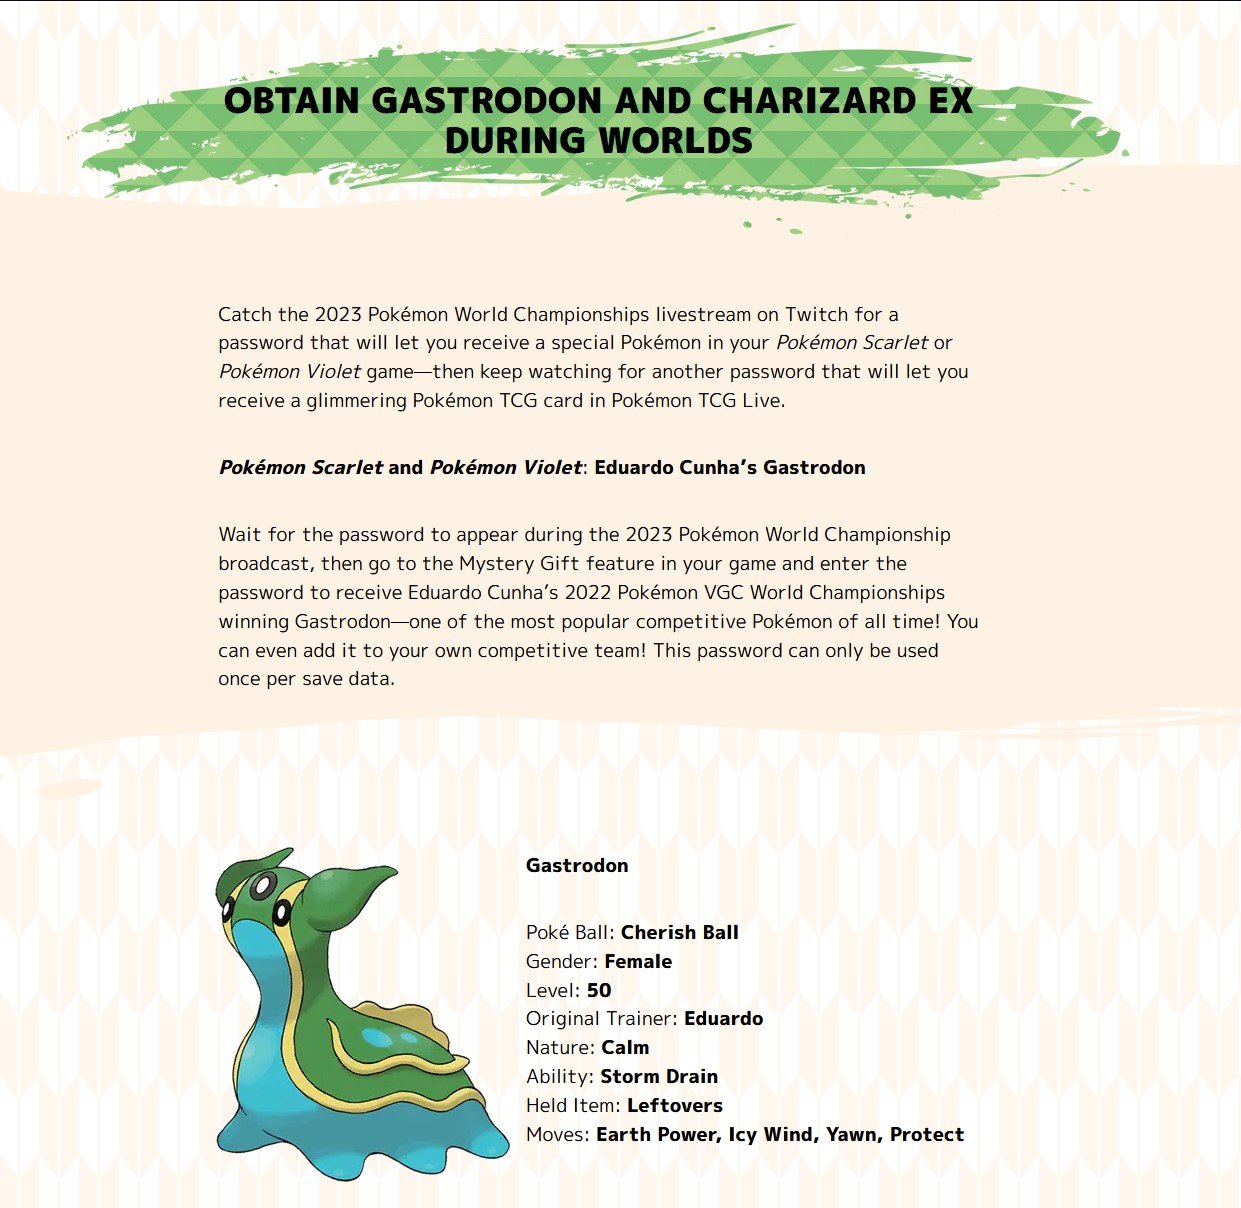 OBTAIN GASTRODON AND CHARIZARD EX
DURING WORLDS
Catch the 2023 Pokémon World Championships livestream on Twitch for a
password that will let you receive a special Pokémon in your Pokémon Scarlet or
Pokémon Violet game—then keep watching for another password that will let you
receive a glimmering Pokémon TCG card in Pokémon TCG Live.
Pokémon Scarlet and Pokémon Violet: Eduardo Cunha’s Gastrodon
Wait for the password to appear during the 2023 Pokémon World Championship
broadcast, then go to the Mystery Gift feature in your game and enter the
password to receive Eduardo Cunha’s 2022 Pokémon VGC World Championships
winning Gastrodon—one of the most popular competitive Pokémon of all time! You
can even add it to your own competitive team! This password can only be used
once per save data.
Gastrodon
Poké Ball: Cherish Ball
Gender: Female
Level: 50
Original Trainer: Eduardo
Nature: Calm
Ability: Storm Drain
Held Item: Leftovers
Moves: Earth Power, Icy Wind, Yawn, Protect